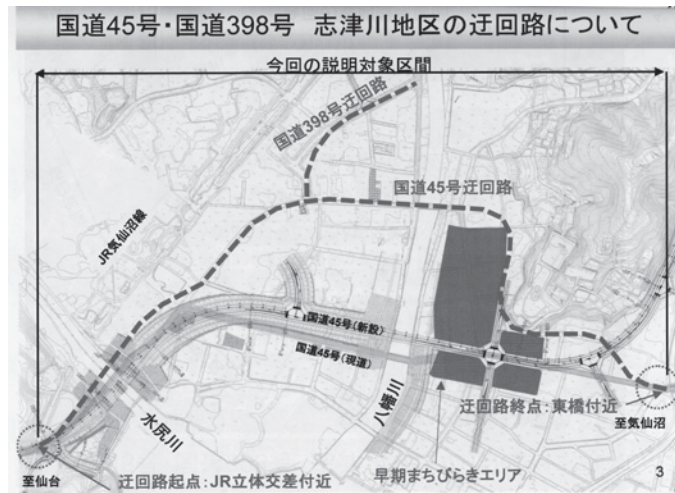 国道45号・国道398号 志津川地区の迂回路について
今回の説明対象区間
国道398号迂回路
国道45号迂回路
JR気仙沼線
国道45号(新設)
国道45号(現道)
八幡川
水尻川
迂回路終点：東橋付近
至気仙沼
早期まちびらきエリア
至仙台
迂回路起点：JR立体交差付近
3